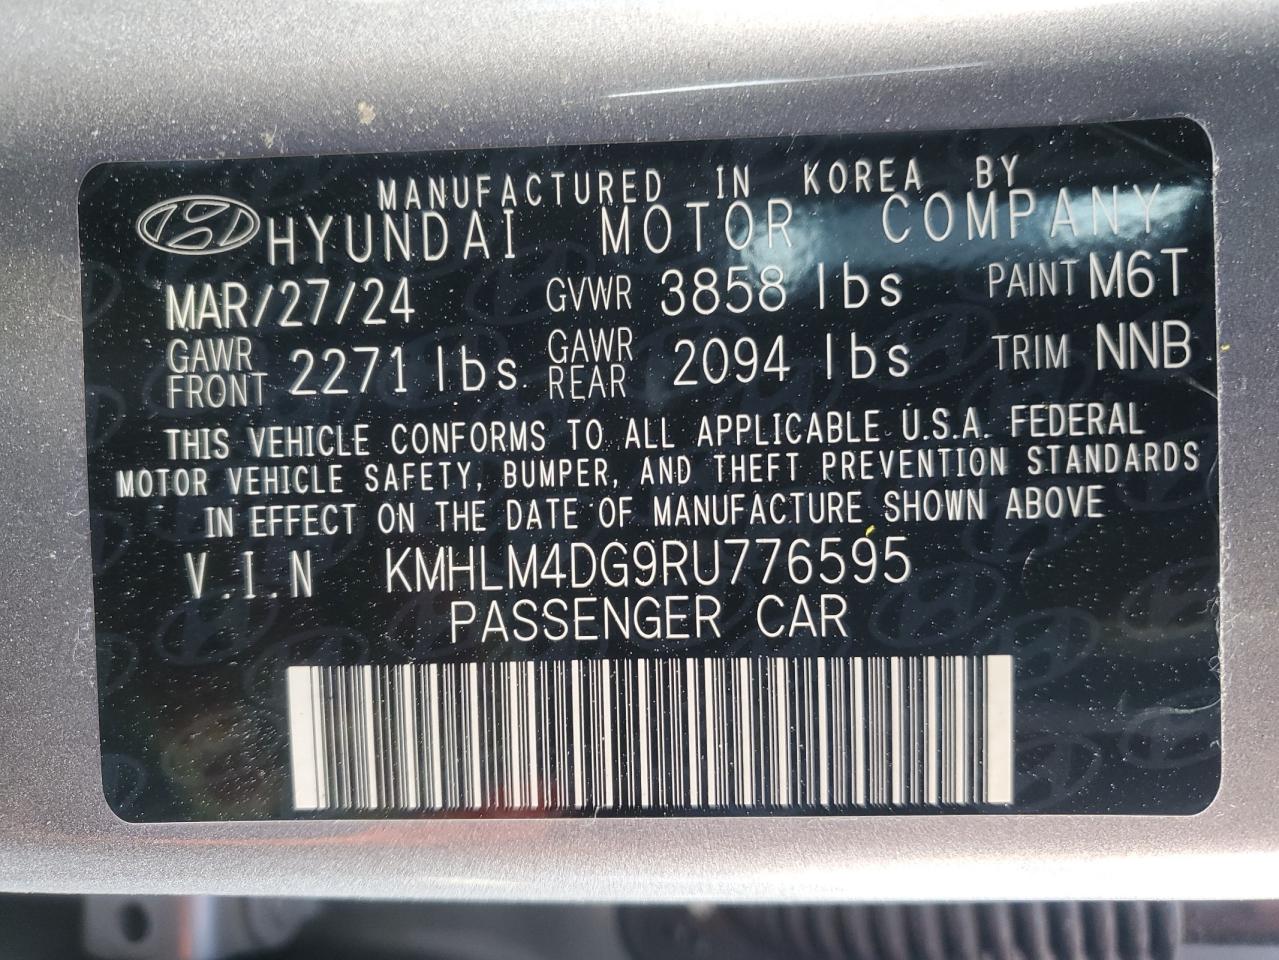 MANUFACTURED IN KOREA BY
HYUNDAI MOTOR COMPANY
MAR/27/24 GVWR 3858 lbs PAINT M6T
GAWR FRONT 2271 lbs GAWR REAR 2094 lbs TRIM NNB
THIS VEHICLE CONFORMS TO ALL APPLICABLE U.S.A. FEDERAL
MOTOR VEHICLE SAFETY, BUMPER, AND THEFT PREVENTION STANDARDS
IN EFFECT ON THE DATE OF MANUFACTURE SHOWN ABOVE
V.I.N KMHLM4DG9RU776595
PASSENGER CAR